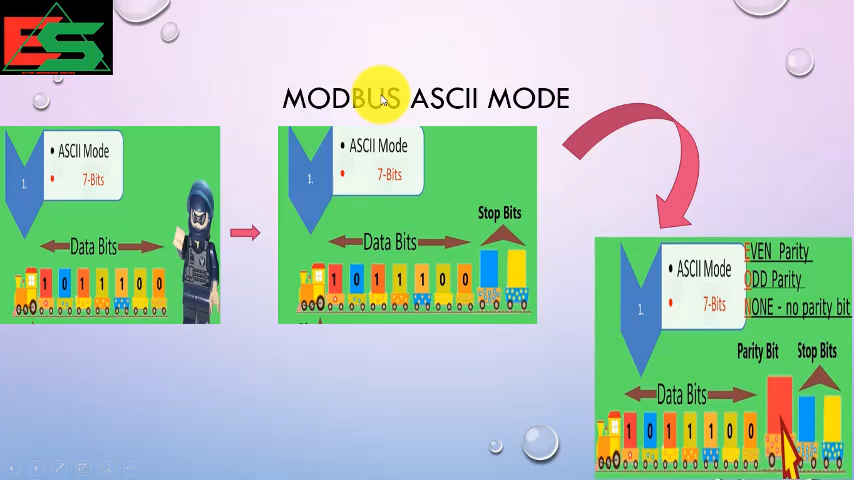 ES
MODBUS ASCII MODE
• ASCII Mode
• 7-Bits
1.
Data Bits
1 0 1 1 1 0 0
• ASCII Mode
• 7-Bits
1.
Stop Bits
Data Bits
1 0 1 1 1 0 0
EVEN Parity
• ASCII Mode
ODD Parity
• 7-Bits
NONE - no parity bit
1.
Parity Bit Stop Bits
Data Bits
1 0 1 1 1 0 0